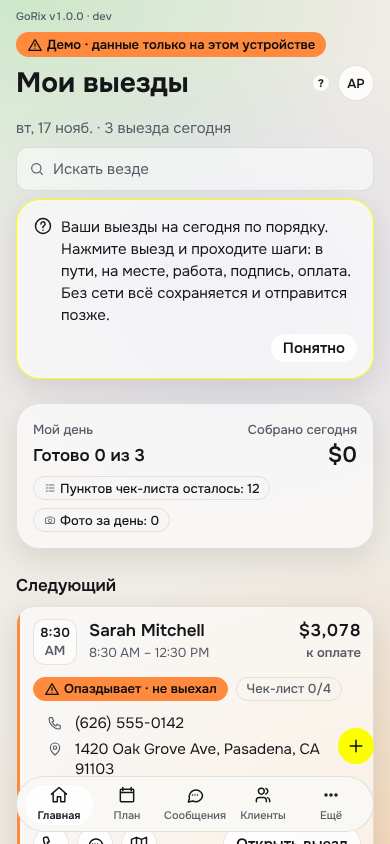 GoRix v1.0.0 · dev
Демо · данные только на этом устройстве
Мои выезды
?
AP
вт, 17 нояб. · 3 выезда сегодня
Искать везде
Ваши выезды на сегодня по порядку.
Нажмите выезд и проходите шаги: в
пути, на месте, работа, подпись, оплата.
Без сети всё сохраняется и отправится
позже.
Понятно
Мой день
Собрано сегодня
Готово 0 из 3
$0
Пунктов чек-листа осталось: 12
Фото за день: 0
Следующий
8:30
AM
Sarah Mitchell
$3,078
8:30 AM – 12:30 PM
к оплате
Опаздывает · не выехал
Чек-лист 0/4
(626) 555-0142
1420 Oak Grove Ave, Pasadena, CA
91103
Главная
План
Сообщения
Клиенты
Ещё
Открыть выезд